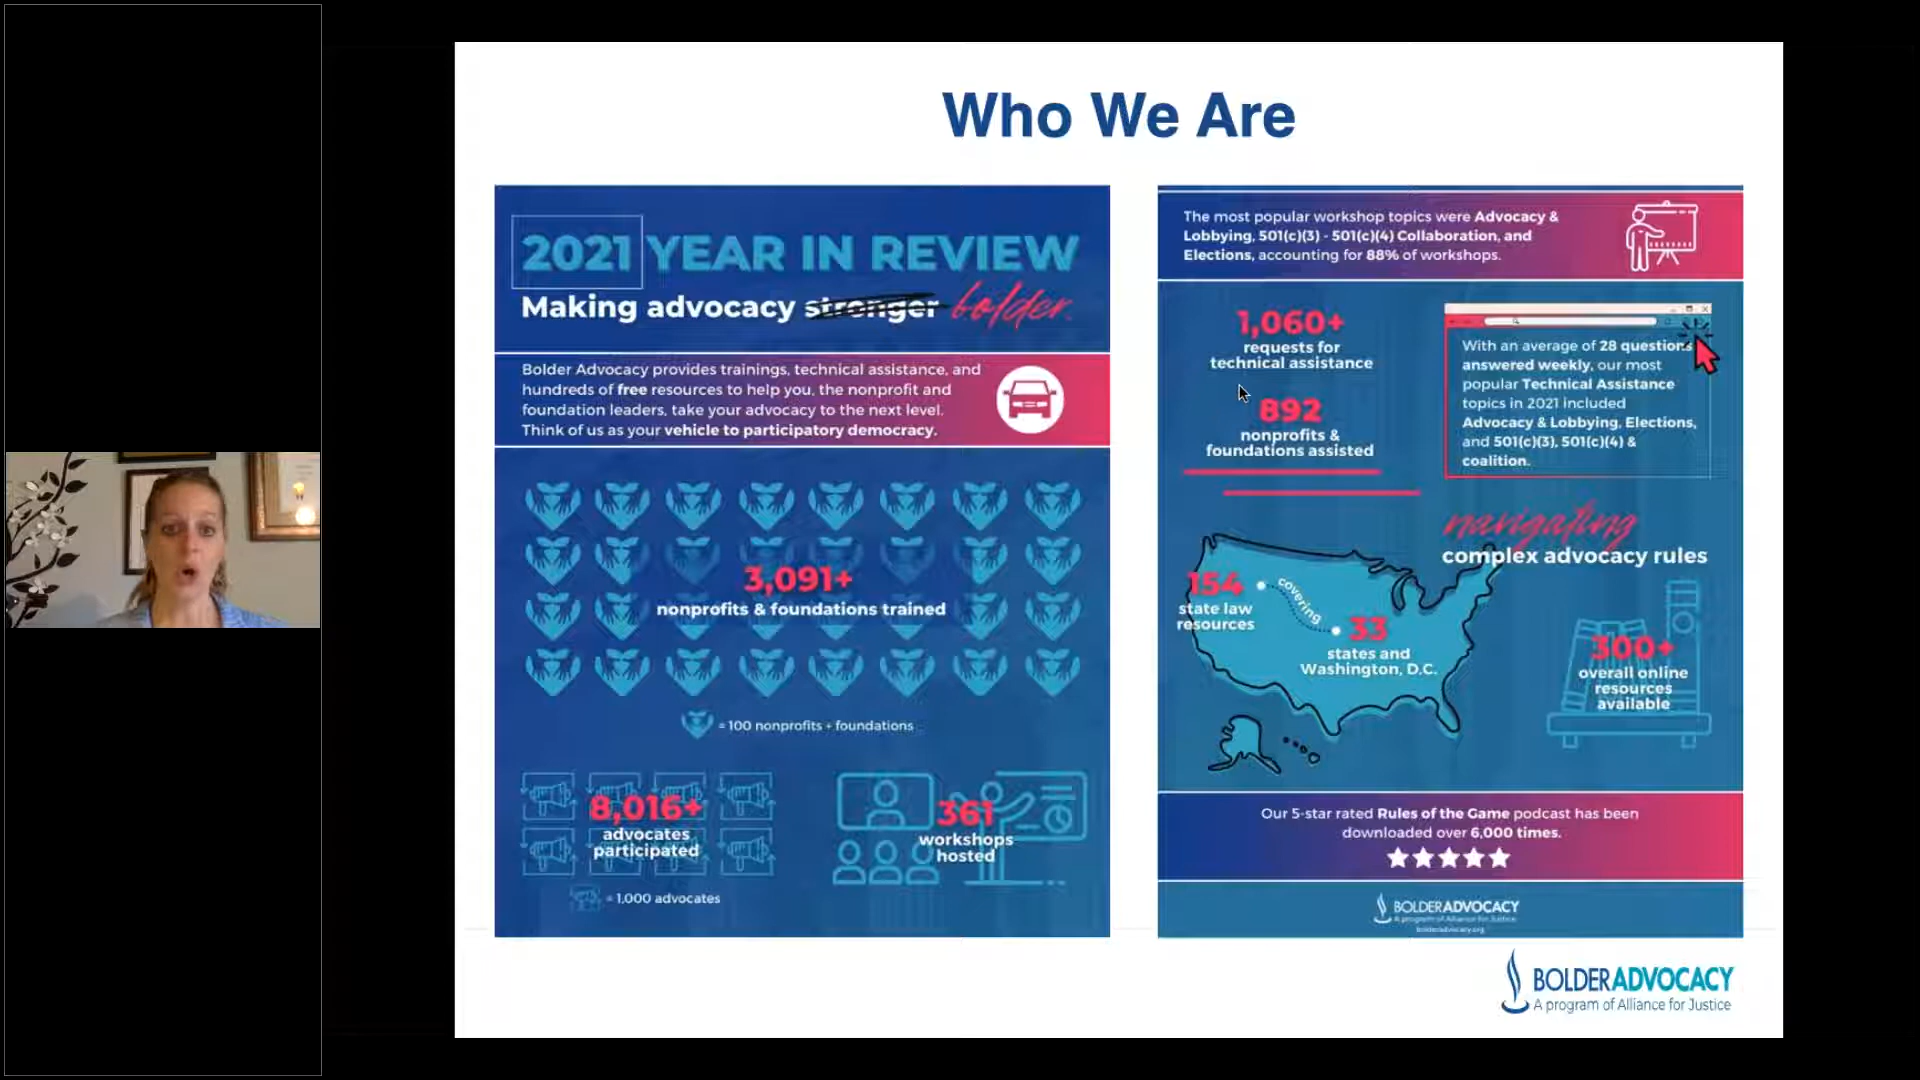 Who We Are
2021 YEAR IN REVIEW
Making advocacy stronger bolder.
Bolder Advocacy provides trainings, technical assistance, and
hundreds of free resources to help you, the nonprofit and
foundation leaders, take your advocacy to the next level.
Think of us as your vehicle to participatory democracy.
3,091+
nonprofits & foundations trained
= 100 nonprofits + foundations
8,016+
advocates
participated
= 1,000 advocates
361
workshops
hosted
The most popular workshop topics were Advocacy &
Lobbying, 501(c)(3) - 501(c)(4) Collaboration, and
Elections, accounting for 88% of workshops.
1,060+
requests for
technical assistance
892
nonprofits &
foundations assisted
With an average of 28 questions
answered weekly, our most
popular Technical Assistance
topics in 2021 included
Advocacy & Lobbying, Elections,
and 501(c)(3), 501(c)(4) &
coalition.
navigating
complex advocacy rules
154
state law
resources
covering
33
states and
Washington, D.C.
300+
overall online
resources
available
Our 5-star rated Rules of the Game podcast has been
downloaded over 6,000 times.
BOLDERADVOCACY
A program of Alliance for Justice
bolderadvocacy.org
BOLDERADVOCACY
A program of Alliance for Justice